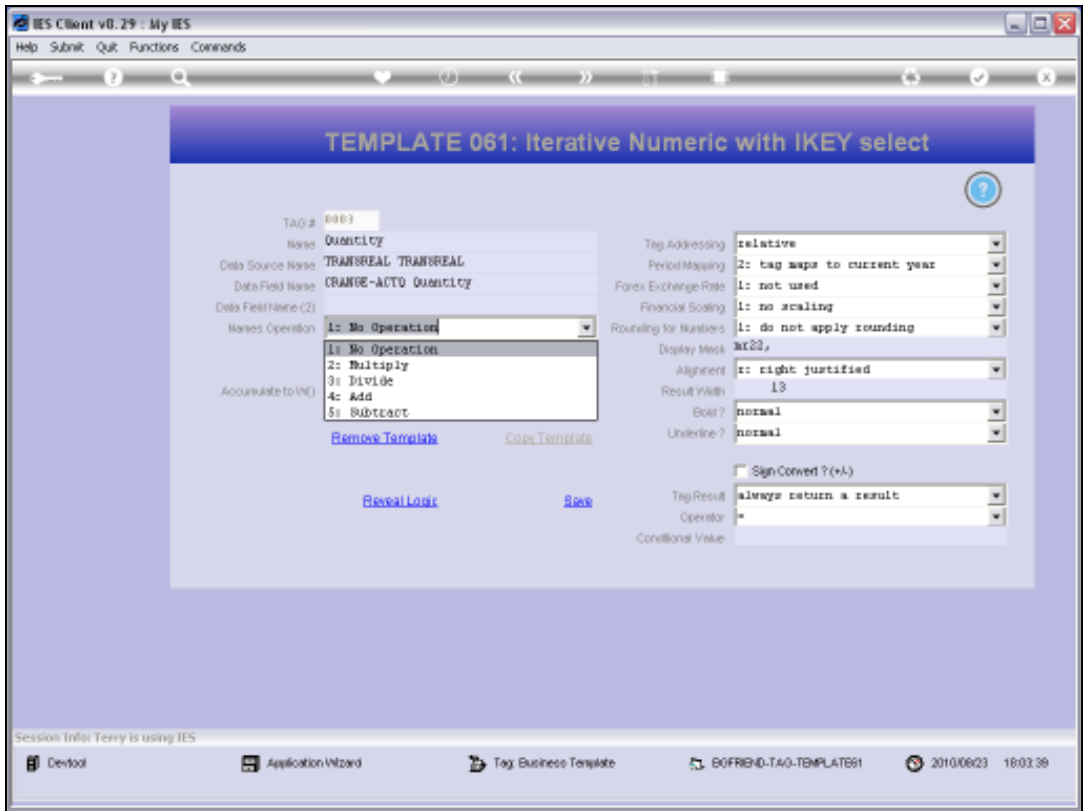 IES Client v8.29 : My IES
Help Submit Quit Functions Commands
TEMPLATE 061: Iterative Numeric with IKEY select
TAG # 0003
Name Quantity
Data Source Name TRANSREAL TRANSREAL
Data Field Name CRANGE-ACTQ Quantity
Data Field Name (2)
Names Operation 1: No Operation
1: No Operation
2: Multiply
3: Divide
4: Add
5: Subtract
Accumulate to W()
Remove Template Copy Template
Reveal Logic Save
Tag Addressing relative
Period Mapping 2: tag maps to current year
Forex Exchange Rate 1: not used
Financial Scaling 1: no scaling
Rounding for Numbers 1: do not apply rounding
Display Mask mr22,
Alignment r: right justified
Result Width 13
Bold ? normal
Underline ? normal
Sign Convert ? (+/-)
Tag Result always return a result
Operator =
Conditional Value
Session Info: Terry is using IES
Devtool Application Wizard Tag: Business Template BGFRIEND-TAG-TEMPLATE61 2010/08/23 18:03:39